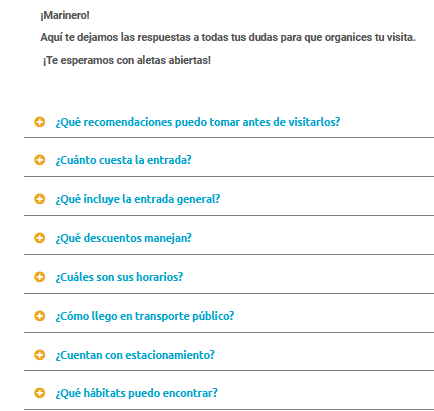 ¡Marinero!
Aquí te dejamos las respuestas a todas tus dudas para que organices tu visita.
¡Te esperamos con aletas abiertas!
¿Qué recomendaciones puedo tomar antes de visitarlos?
¿Cuánto cuesta la entrada?
¿Qué incluye la entrada general?
¿Qué descuentos manejan?
¿Cuáles son sus horarios?
¿Cómo llego en transporte público?
¿Cuentan con estacionamiento?
¿Qué hábitats puedo encontrar?